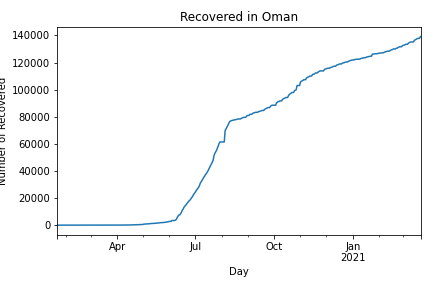 Recovered in Oman
Number of Recovered
140000
120000
100000
80000
60000
40000
20000
0
Apr
Jul
Oct
Jan
2021
Day